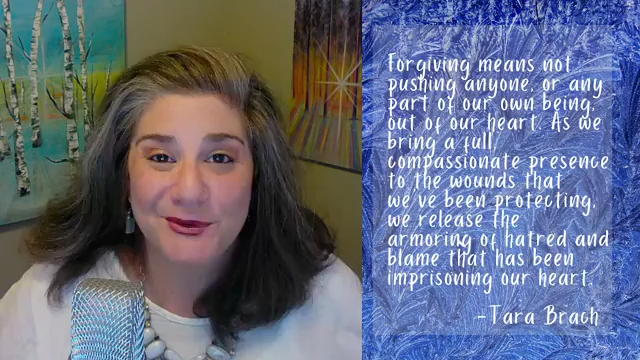 Forgiving means not
pushing anyone, or any
part of our own being,
out of our heart. As we
bring a full,
compassionate presence
to the wounds that
we've been protecting,
we release the
armoring of hatred and
blame that has been
imprisoning our heart.
-Tara Brach